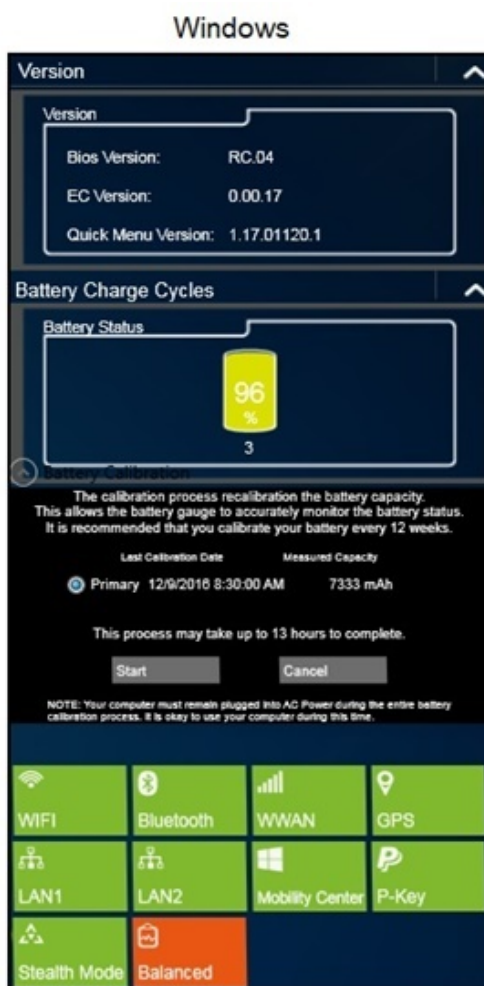 Windows
Version
Version
Bios Version: RC.04
EC Version: 0.00.17
Quick Menu Version: 1.17.01120.1
Battery Charge Cycles
Battery Status
96
%
3
Battery Calibration
The calibration process recalibration the battery capacity.
This allows the battery gauge to accurately monitor the battery status.
It is recommended that you calibrate your battery every 12 weeks.
Last Calibration Date Measured Capacity
Primary 12/9/2016 8:30:00 AM 7333 mAh
This process may take up to 13 hours to complete.
Start Cancel
NOTE: Your computer must remain plugged into AC Power during the entire battery
calibration process. It is okay to use your computer during this time.
WIFI Bluetooth WWAN GPS
LAN1 LAN2 Mobility Center P-Key
Stealth Mode Balanced